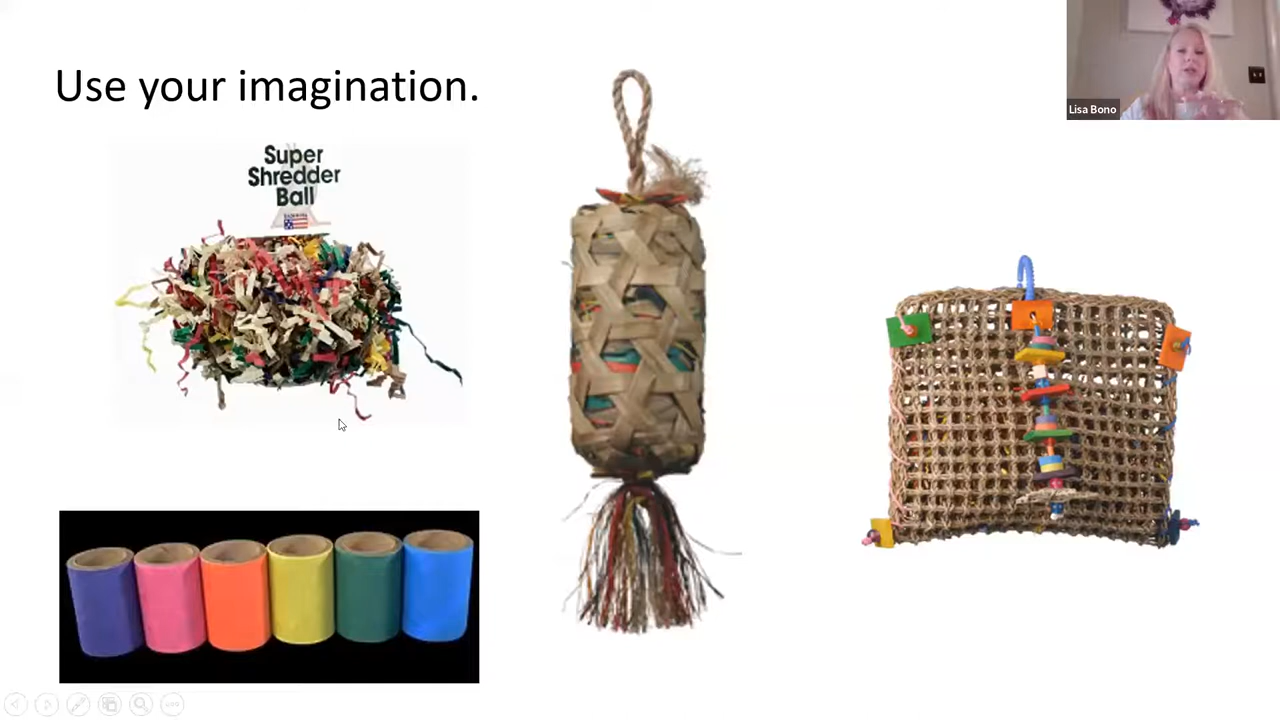 Use your imagination.
Super
Shredder
Ball
Lisa Bono